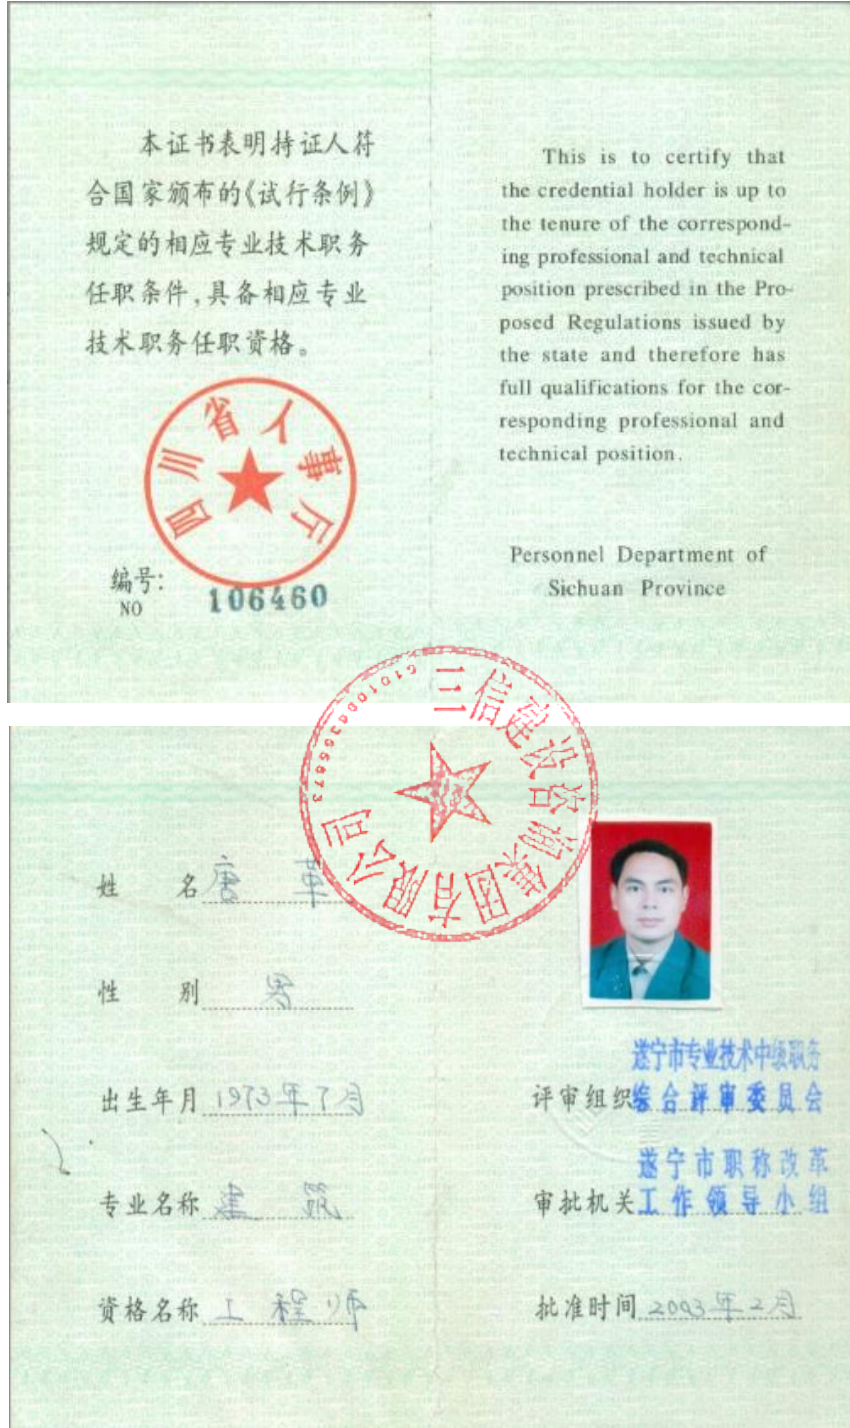 本证书表明持证人符
合国家颁布的《试行条例》
规定的相应专业技术职务
任职条件,具备相应专业
技术职务任职资格。
四川省人事厅
编号:
NO 106460
This is to certify that
the credential holder is up to
the tenure of the correspond-
ing professional and technical
position prescribed in the Pro-
posed Regulations issued by
the state and therefore has
full qualifications for the cor-
responding professional and
technical position.
Personnel Department of
Sichuan Province
三信建设咨询集团有限公司
姓 名 唐 革
性 别 男
出生年月 1973年7月
专业名称 建 筑
资格名称 工 程 师
遂宁市专业技术中级职务
评审组织 综合评审委员会
遂宁市职称改革
审批机关 工作领导小组
批准时间 2003年2月